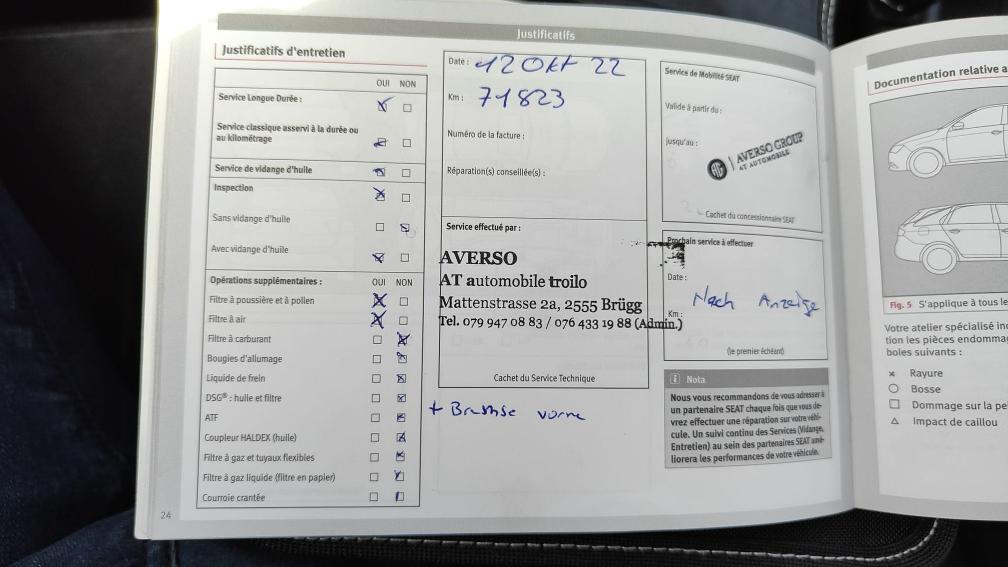 Justificatifs
Justificatifs d'entretien
OUI NON
Service Longue Durée :
Service classique asservi à la durée ou
au kilométrage
Service de vidange d'huile
Inspection
Sans vidange d'huile
Avec vidange d'huile
Opérations supplémentaires : OUI NON
Filtre à poussière et à pollen
Filtre à air
Filtre à carburant
Bougies d'allumage
Liquide de frein
DSG® : huile et filtre
ATF
Coupleur HALDEX (huile)
Filtre à gaz et tuyaux flexibles
Filtre à gaz liquide (filtre en papier)
Courroie crantée
24
Date : 12 Okt 22
Km : 71823
Numéro de la facture :
Réparation(s) conseillée(s) :
Service effectué par :
AVERSO
AT automobile troilo
Mattenstrasse 2a, 2555 Brügg
Tel. 079 947 08 83 / 076 433 19 88 (Admin.)
Cachet du Service Technique
+ Bremse vorne
Service de Mobilité SEAT
Valide à partir du :
jusqu'au :
AVERSO GROUP
AT AUTOMOBILE
Cachet du concessionnaire SEAT
Prochain service à effectuer
Date :
Nach Anzeige
Km :
(le premier échéant)
i Nota
Nous vous recommandons de vous adresser à
un partenaire SEAT chaque fois que vous de-
vrez effectuer une réparation sur votre véhi-
cule. Un suivi continu des Services (Vidange,
Entretien) au sein des partenaires SEAT amé-
liorera les performances de votre véhicule.
Documentation relative a
Fig. 5 S'applique à tous le
Votre atelier spécialisé in
tion les pièces endomma
boles suivants :
Rayure
Bosse
Dommage sur la pe
Impact de caillou